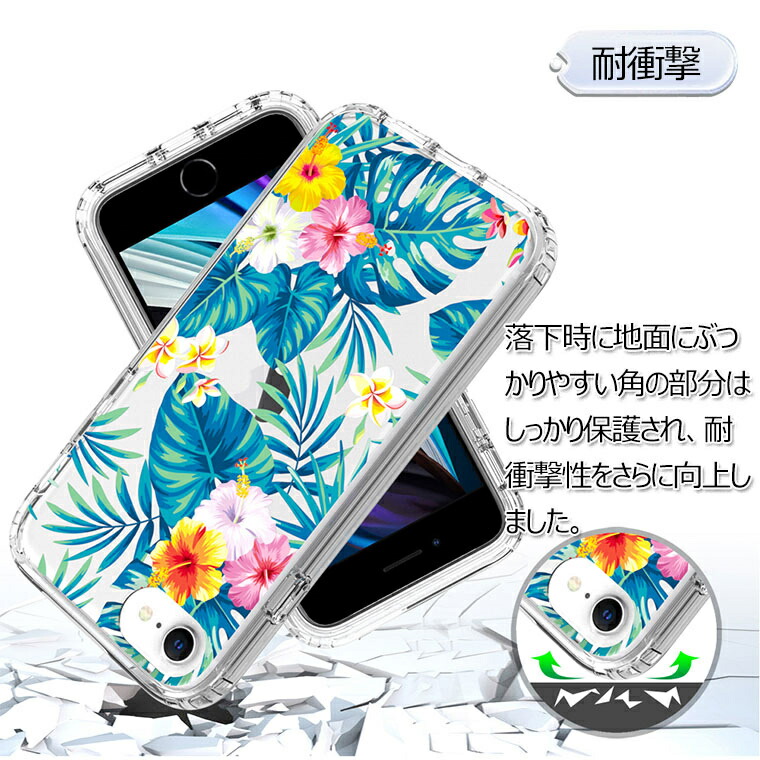 耐衝撃
落下時に地面にぶつ
かりやすい角の部分は
しっかり保護され、耐
衝撃性をさらに向上し
ました。